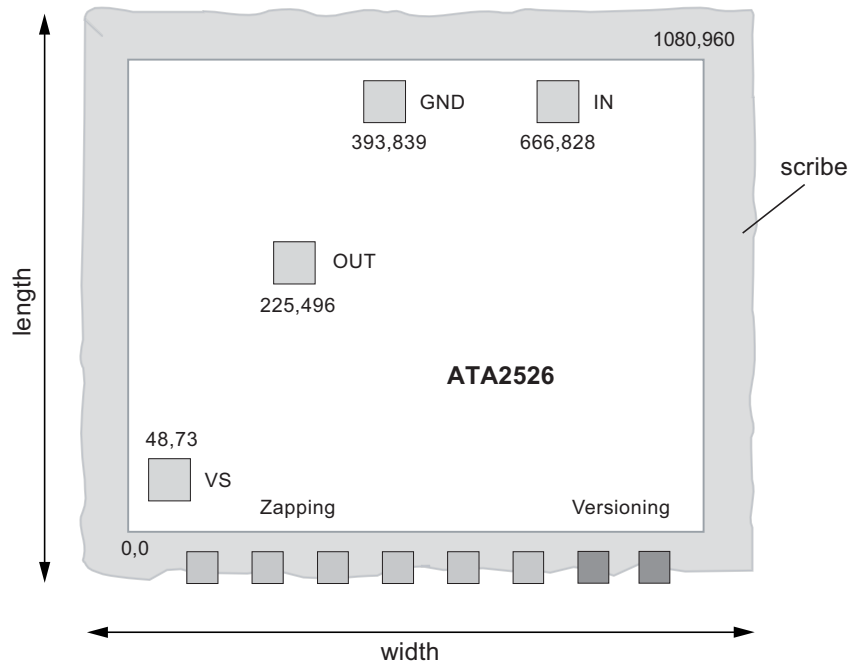 1080,960
GND
IN
393,839
666,828
scribe
OUT
225,496
length
ATA2526
48,73
VS
Zapping
Versioning
0,0
width